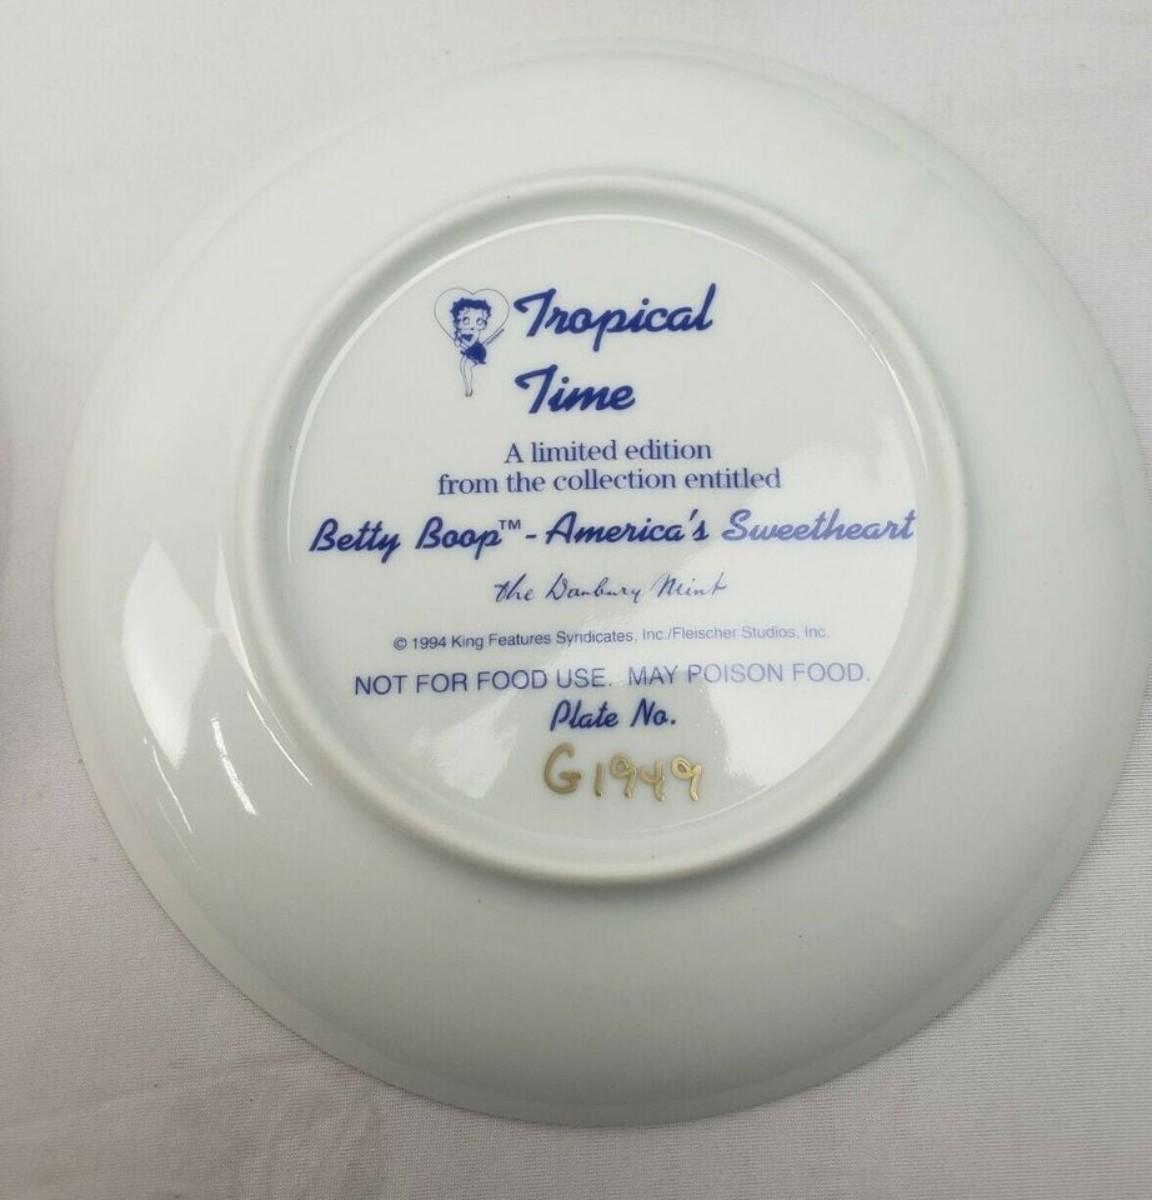 Tropical
Time
A limited edition
from the collection entitled
Betty Boop™ - America's Sweetheart
the Danbury Mint
© 1994 King Features Syndicates, Inc./Fleischer Studios, Inc.
NOT FOR FOOD USE. MAY POISON FOOD.
Plate No.
G1949